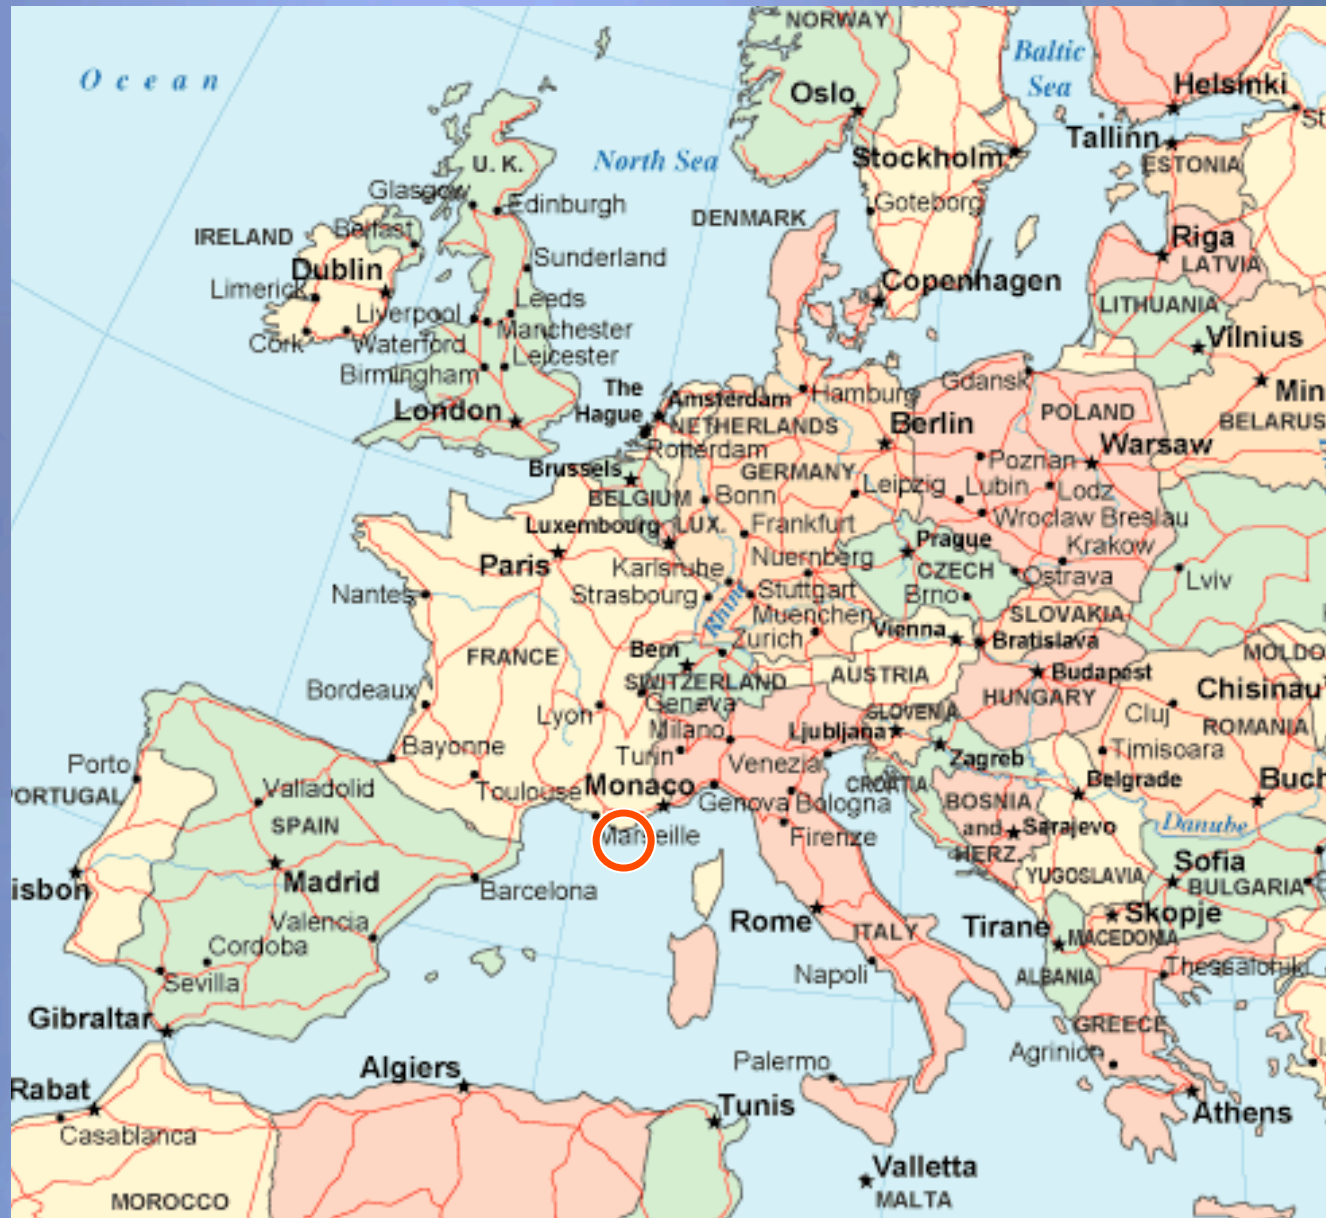 NORWAY
Ocean
Baltic
Sea
Helsinki
Oslo
Tallinn
Stockholm
ESTONIA
North Sea
U. K.
Glasgow
Edinburgh
Goteborg
DENMARK
IRELAND
Belfast
Riga
LATVIA
Sunderland
Dublin
Copenhagen
Limerick
Leeds
LITHUANIA
Liverpool
Manchester
Vilnius
Cork
Waterford
Leicester
Birmingham
Gdansk
The
Hague
Amsterdam
Hamburg
Min
London
POLAND
BELARUS
NETHERLANDS
Berlin
Rotterdam
Warsaw
Brussels
GERMANY
Poznan
BELGIUM
Bonn
Leipzig
Lubin
Lodz
Luxembourg
LUX.
Frankfurt
Wroclaw Breslau
Paris
Prague
Krakow
Karlsruhe
Nuernberg
CZECH
Ostrava
Lviv
Nantes
Strasbourg
Stuttgart
Brno
Rhine
Muenchen
SLOVAKIA
Zurich
Vienna
Bratislava
Bern
FRANCE
MOLDO
SWITZERLAND
AUSTRIA
Budapest
Bordeaux
Geneva
HUNGARY
Chisinau
Lyon
Milano
SLOVENIA
Cluj
ROMANIA
Ljubljana
Bayonne
Turin
Venezia
Zagreb
Timisoara
Porto
Valladolid
Toulouse
Monaco
CROATIA
Belgrade
Buch
PORTUGAL
Genova
Bologna
BOSNIA
and
HERZ.
SPAIN
Marseille
Firenze
Sarajevo
Danube
Sofia
YUGOSLAVIA
BULGARIA
isbon
Madrid
Barcelona
Valencia
Rome
ITALY
Tirane
Skopje
MACEDONIA
Cordoba
Sevilla
Napoli
ALBANIA
Thessaloniki
Gibraltar
GREECE
Agrinion
Algiers
Palermo
Rabat
Tunis
Athens
Casablanca
Valletta
MALTA
MOROCCO